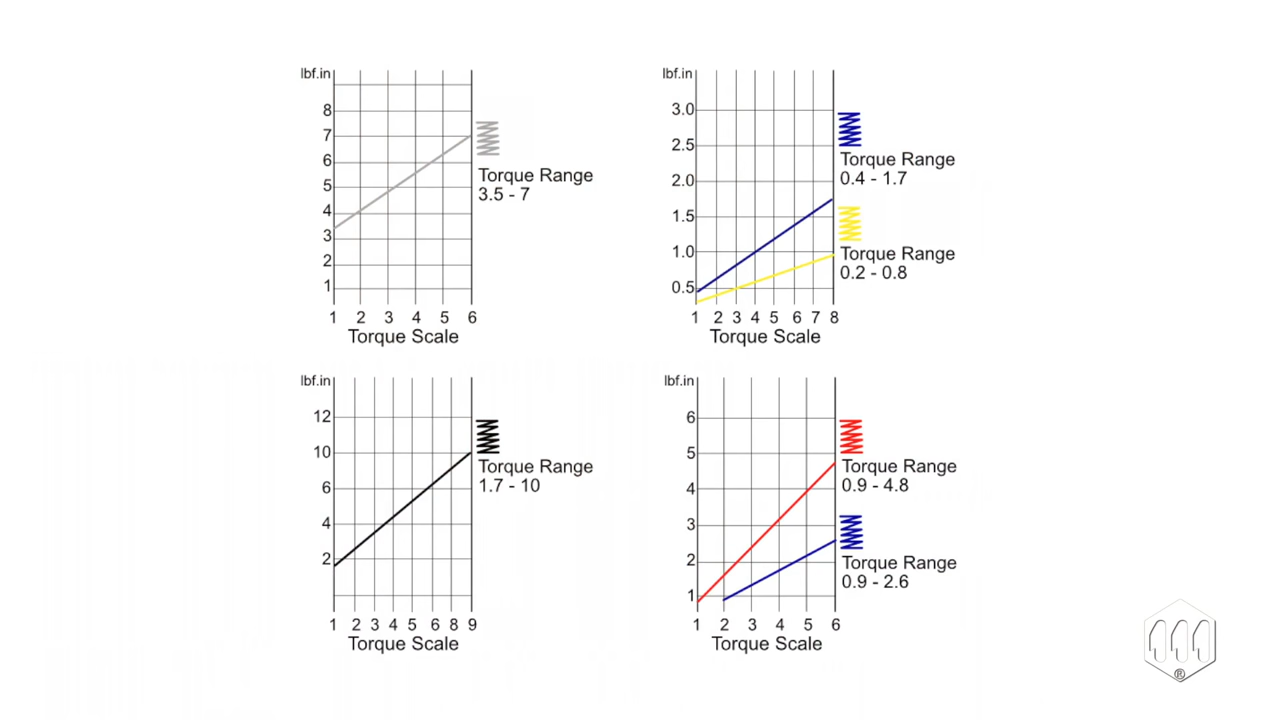 lbf.in
8
7
6
5
4
3
2
1
1 2 3 4 5 6
Torque Scale
Torque Range
3.5 - 7
lbf.in
3.0
2.5
2.0
1.5
1.0
0.5
1 2 3 4 5 6 7 8
Torque Scale
Torque Range
0.4 - 1.7
Torque Range
0.2 - 0.8
lbf.in
12
10
6
4
2
1 2 3 4 5 6 8 9
Torque Scale
Torque Range
1.7 - 10
lbf.in
6
5
4
3
2
1
1 2 3 4 5 6
Torque Scale
Torque Range
0.9 - 4.8
Torque Range
0.9 - 2.6
®